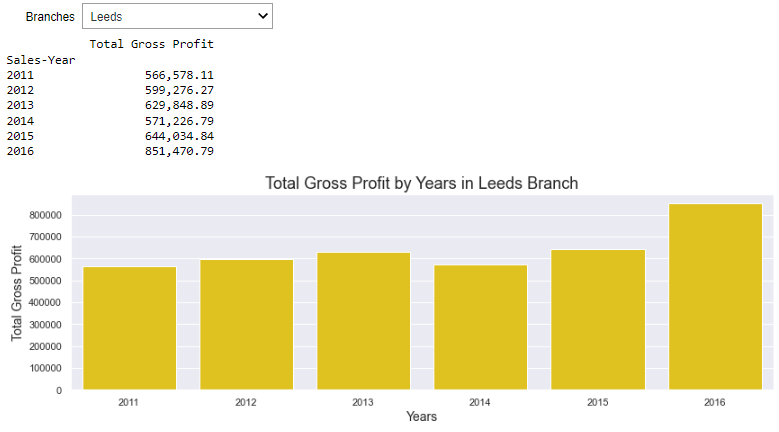 Branches Leeds
Total Gross Profit
Sales-Year
2011 566,578.11
2012 599,276.27
2013 629,848.89
2014 571,226.79
2015 644,034.84
2016 851,470.79
Total Gross Profit by Years in Leeds Branch
Total Gross Profit
800000
700000
600000
500000
400000
300000
200000
100000
0
2011 2012 2013 2014 2015 2016
Years